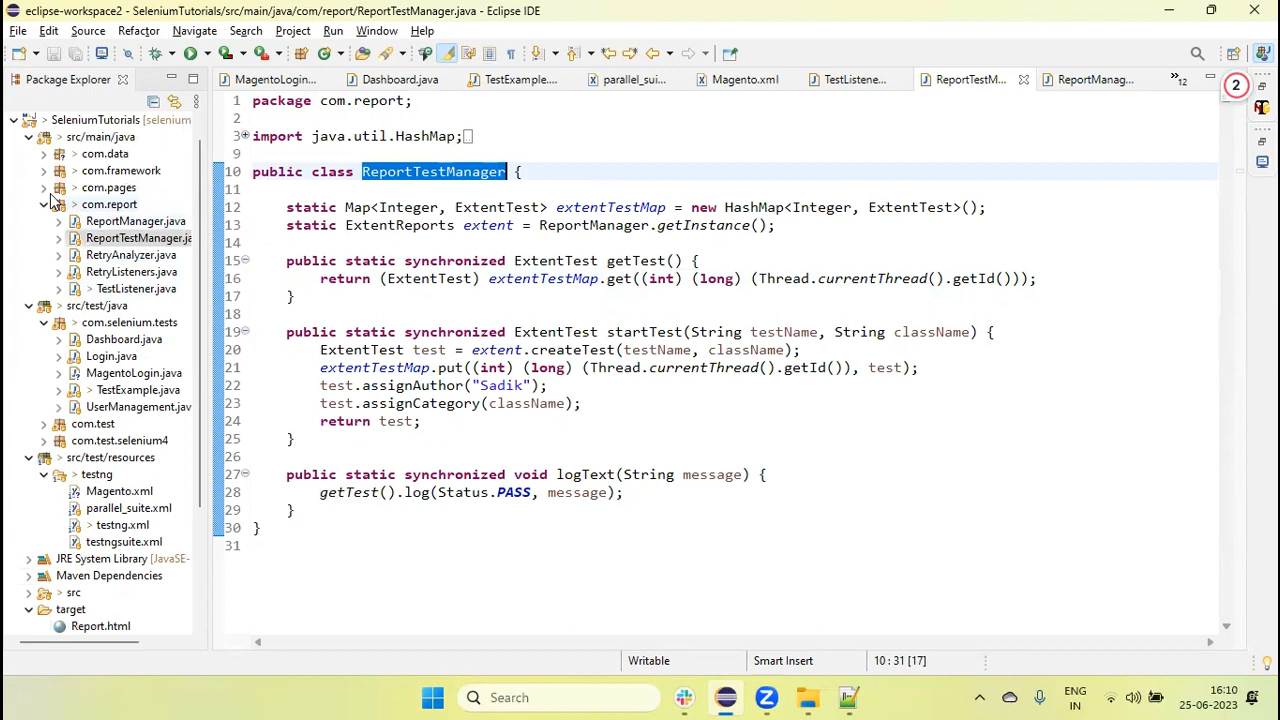 eclipse-workspace2 - SeleniumTutorials/src/main/java/com/report/ReportTestManager.java - Eclipse IDE
File Edit Source Refactor Navigate Search Project Run Window Help
Package Explorer
MagentoLogin...
Dashboard.java
TestExample....
parallel_sui...
Magento.xml
TestListene...
ReportTestM...
ReportManag...
12
2
> SeleniumTutorials [selenium
> src/main/java
> com.data
> com.framework
> com.pages
> com.report
ReportManager.java
ReportTestManager.ja
RetryAnalyzer.java
RetryListeners.java
> TestListener.java
> src/test/java
> com.selenium.tests
Dashboard.java
Login.java
MagentoLogin.java
> TestExample.java
UserManagement.jav
com.test
com.test.selenium4
> src/test/resources
> testng
Magento.xml
parallel_suite.xml
> testng.xml
testngsuite.xml
JRE System Library [JavaSE-
Maven Dependencies
> src
target
Report.html
1 package com.report;
2
3 import java.util.HashMap;
9
10 public class ReportTestManager {
11
12 static Map<Integer, ExtentTest> extentTestMap = new HashMap<Integer, ExtentTest>();
13 static ExtentReports extent = ReportManager.getInstance();
14
15 public static synchronized ExtentTest getTest() {
16 return (ExtentTest) extentTestMap.get((int) (long) (Thread.currentThread().getId()));
17 }
18
19 public static synchronized ExtentTest startTest(String testName, String className) {
20 ExtentTest test = extent.createTest(testName, className);
21 extentTestMap.put((int) (long) (Thread.currentThread().getId()), test);
22 test.assignAuthor("Sadik");
23 test.assignCategory(className);
24 return test;
25 }
26
27 public static synchronized void logText(String message) {
28 getTest().log(Status.PASS, message);
29 }
30 }
31
Writable
Smart Insert
10 : 31 [17]
Search
ENG
IN
16:10
25-06-2023